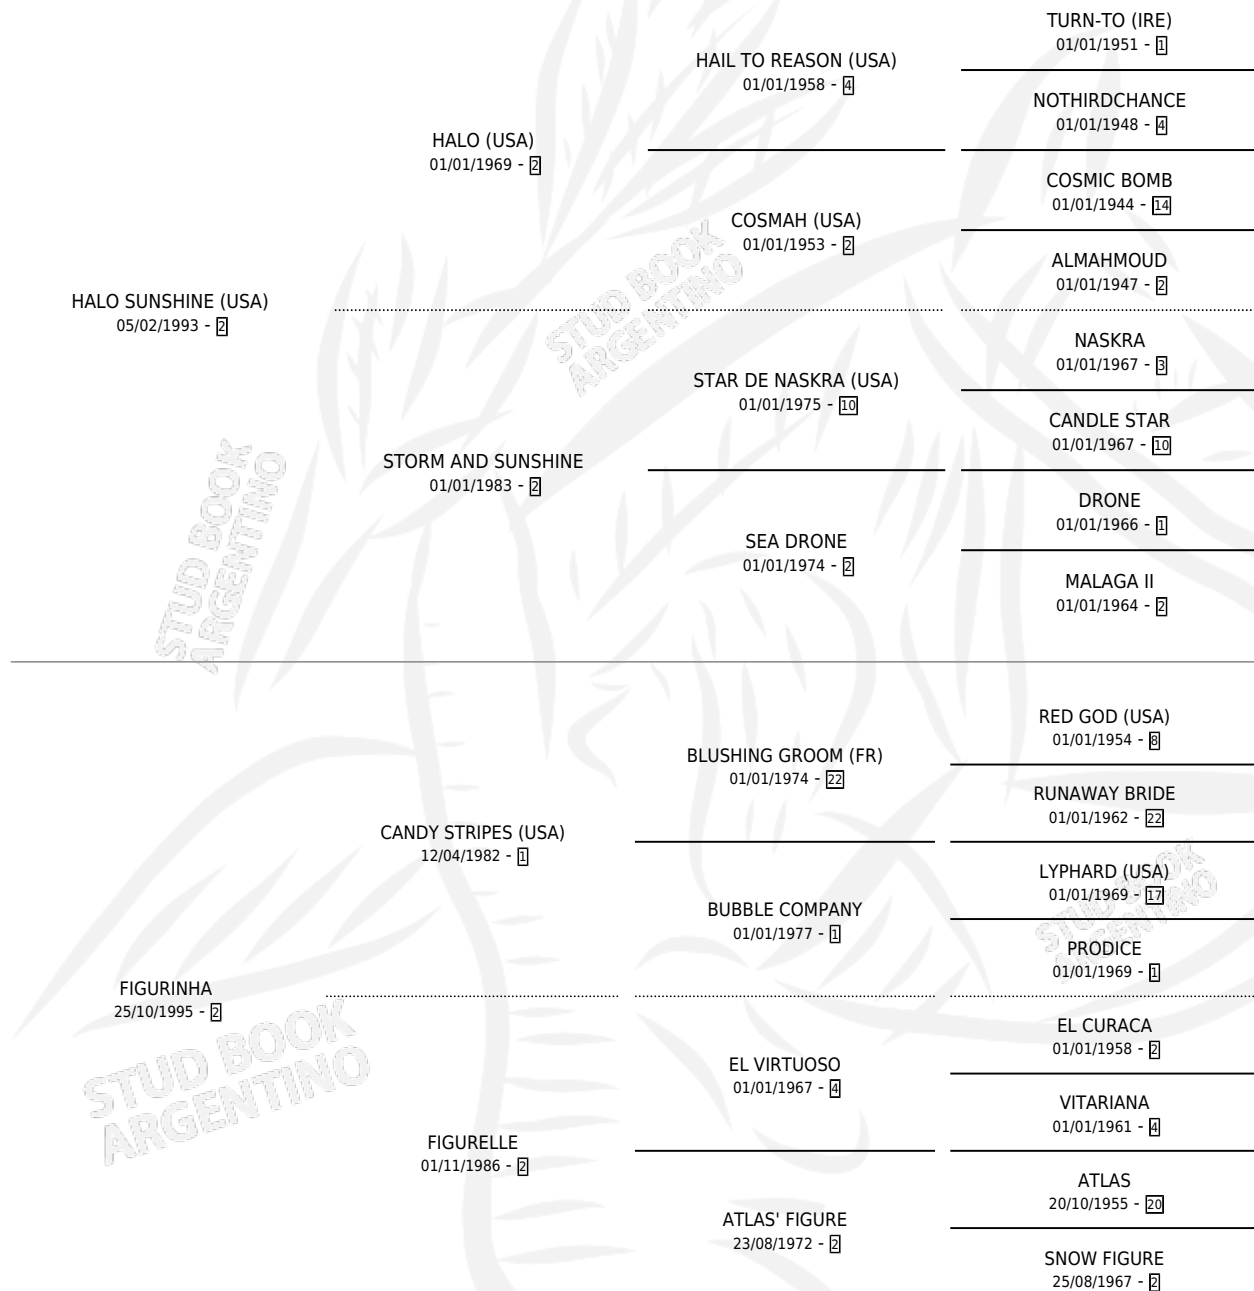 TURN-TO (IRE)
01/01/1951 - 1
HAIL TO REASON (USA)
01/01/1958 - 4
NOTHIRDCHANCE
01/01/1948 - 4
HALO (USA)
01/01/1969 - 2
COSMIC BOMB
01/01/1944 - 14
COSMAH (USA)
01/01/1953 - 2
ALMAHMOUD
01/01/1947 - 2
HALO SUNSHINE (USA)
05/02/1993 - 2
NASKRA
01/01/1967 - 3
STAR DE NASKRA (USA)
01/01/1975 - 10
CANDLE STAR
01/01/1967 - 10
STORM AND SUNSHINE
01/01/1983 - 2
DRONE
01/01/1966 - 1
SEA DRONE
01/01/1974 - 2
MALAGA II
01/01/1964 - 2
RED GOD (USA)
01/01/1954 - 8
BLUSHING GROOM (FR)
01/01/1974 - 22
RUNAWAY BRIDE
01/01/1962 - 22
CANDY STRIPES (USA)
12/04/1982 - 1
LYPHARD (USA)
01/01/1969 - 17
BUBBLE COMPANY
01/01/1977 - 1
PRODICE
01/01/1969 - 1
FIGURINHA
25/10/1995 - 2
EL CURACA
01/01/1958 - 2
EL VIRTUOSO
01/01/1967 - 4
VITARIANA
01/01/1961 - 4
FIGURELLE
01/11/1986 - 2
ATLAS
20/10/1955 - 20
ATLAS' FIGURE
23/08/1972 - 2
SNOW FIGURE
25/08/1967 - 2
STUD BOOK
ARGENTINO
STUD BOOK
ARGENTINO
STUD BOOK
ARGENTINO
STUD BOOK
ARGENTINO